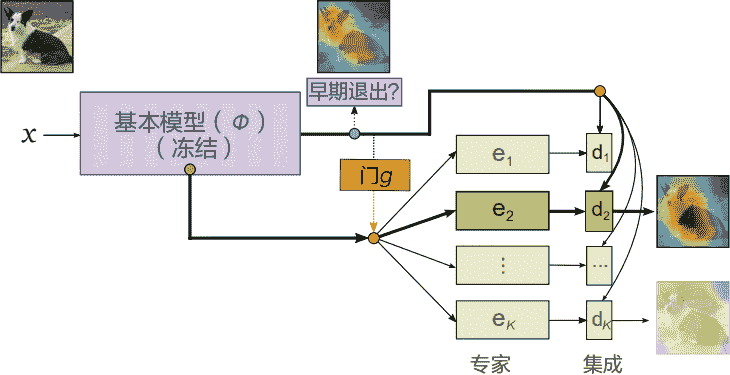 早期退出?
x
基本模型(Φ)
(冻结)
门g
e1
d1
e2
d2
⋮
...
eK
dK
专家
集成